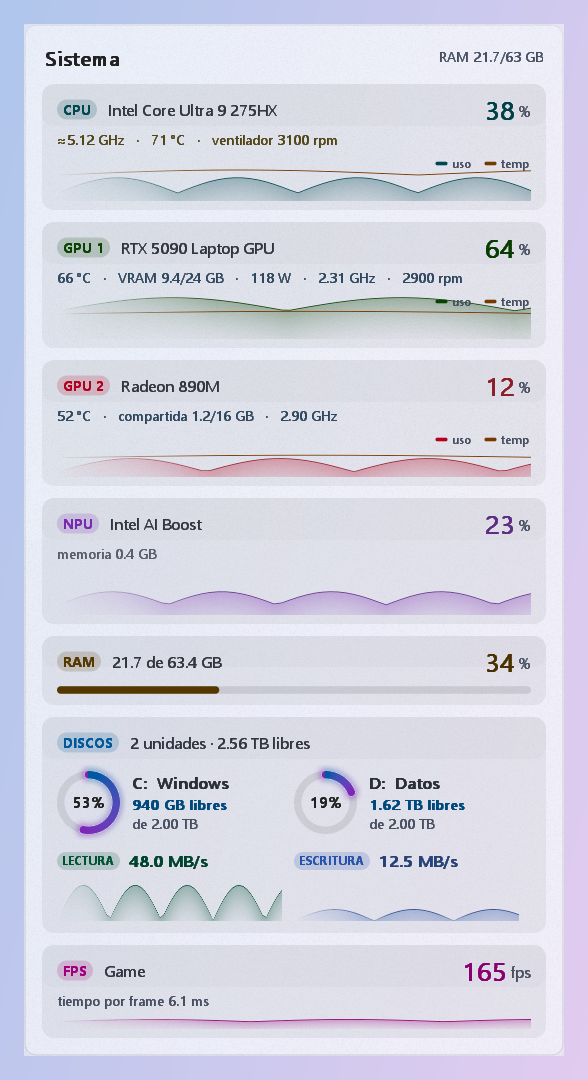 Sistema
RAM 21.7/63 GB
CPU Intel Core Ultra 9 275HX 38 %
≈5.12 GHz · 71 °C · ventilador 3100 rpm
uso temp
GPU 1 RTX 5090 Laptop GPU 64 %
66 °C · VRAM 9.4/24 GB · 118 W · 2.31 GHz · 2900 rpm
uso temp
GPU 2 Radeon 890M 12 %
52 °C · compartida 1.2/16 GB · 2.90 GHz
uso temp
NPU Intel AI Boost 23 %
memoria 0.4 GB
RAM 21.7 de 63.4 GB 34 %
DISCOS 2 unidades · 2.56 TB libres
53% C: Windows
940 GB libres
de 2.00 TB
19% D: Datos
1.62 TB libres
de 2.00 TB
LECTURA 48.0 MB/s
ESCRITURA 12.5 MB/s
FPS Game 165 fps
tiempo por frame 6.1 ms